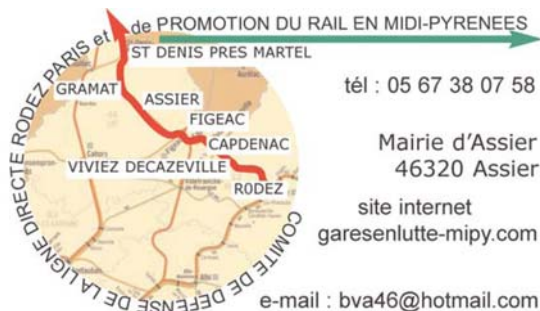 COMITE DE DEFENSE DE LA LIGNE DIRECTE RODEZ PARIS et de PROMOTION DU RAIL EN MIDI-PYRENEES
ST DENIS PRES MARTEL
GRAMAT
ASSIER
FIGEAC
CAPDENAC
VIVIEZ DECAZEVILLE
RODEZ
tél : 05 67 38 07 58
Mairie d'Assier
46320 Assier
site internet
garesenlutte-mipy.com
e-mail : bva46@hotmail.com